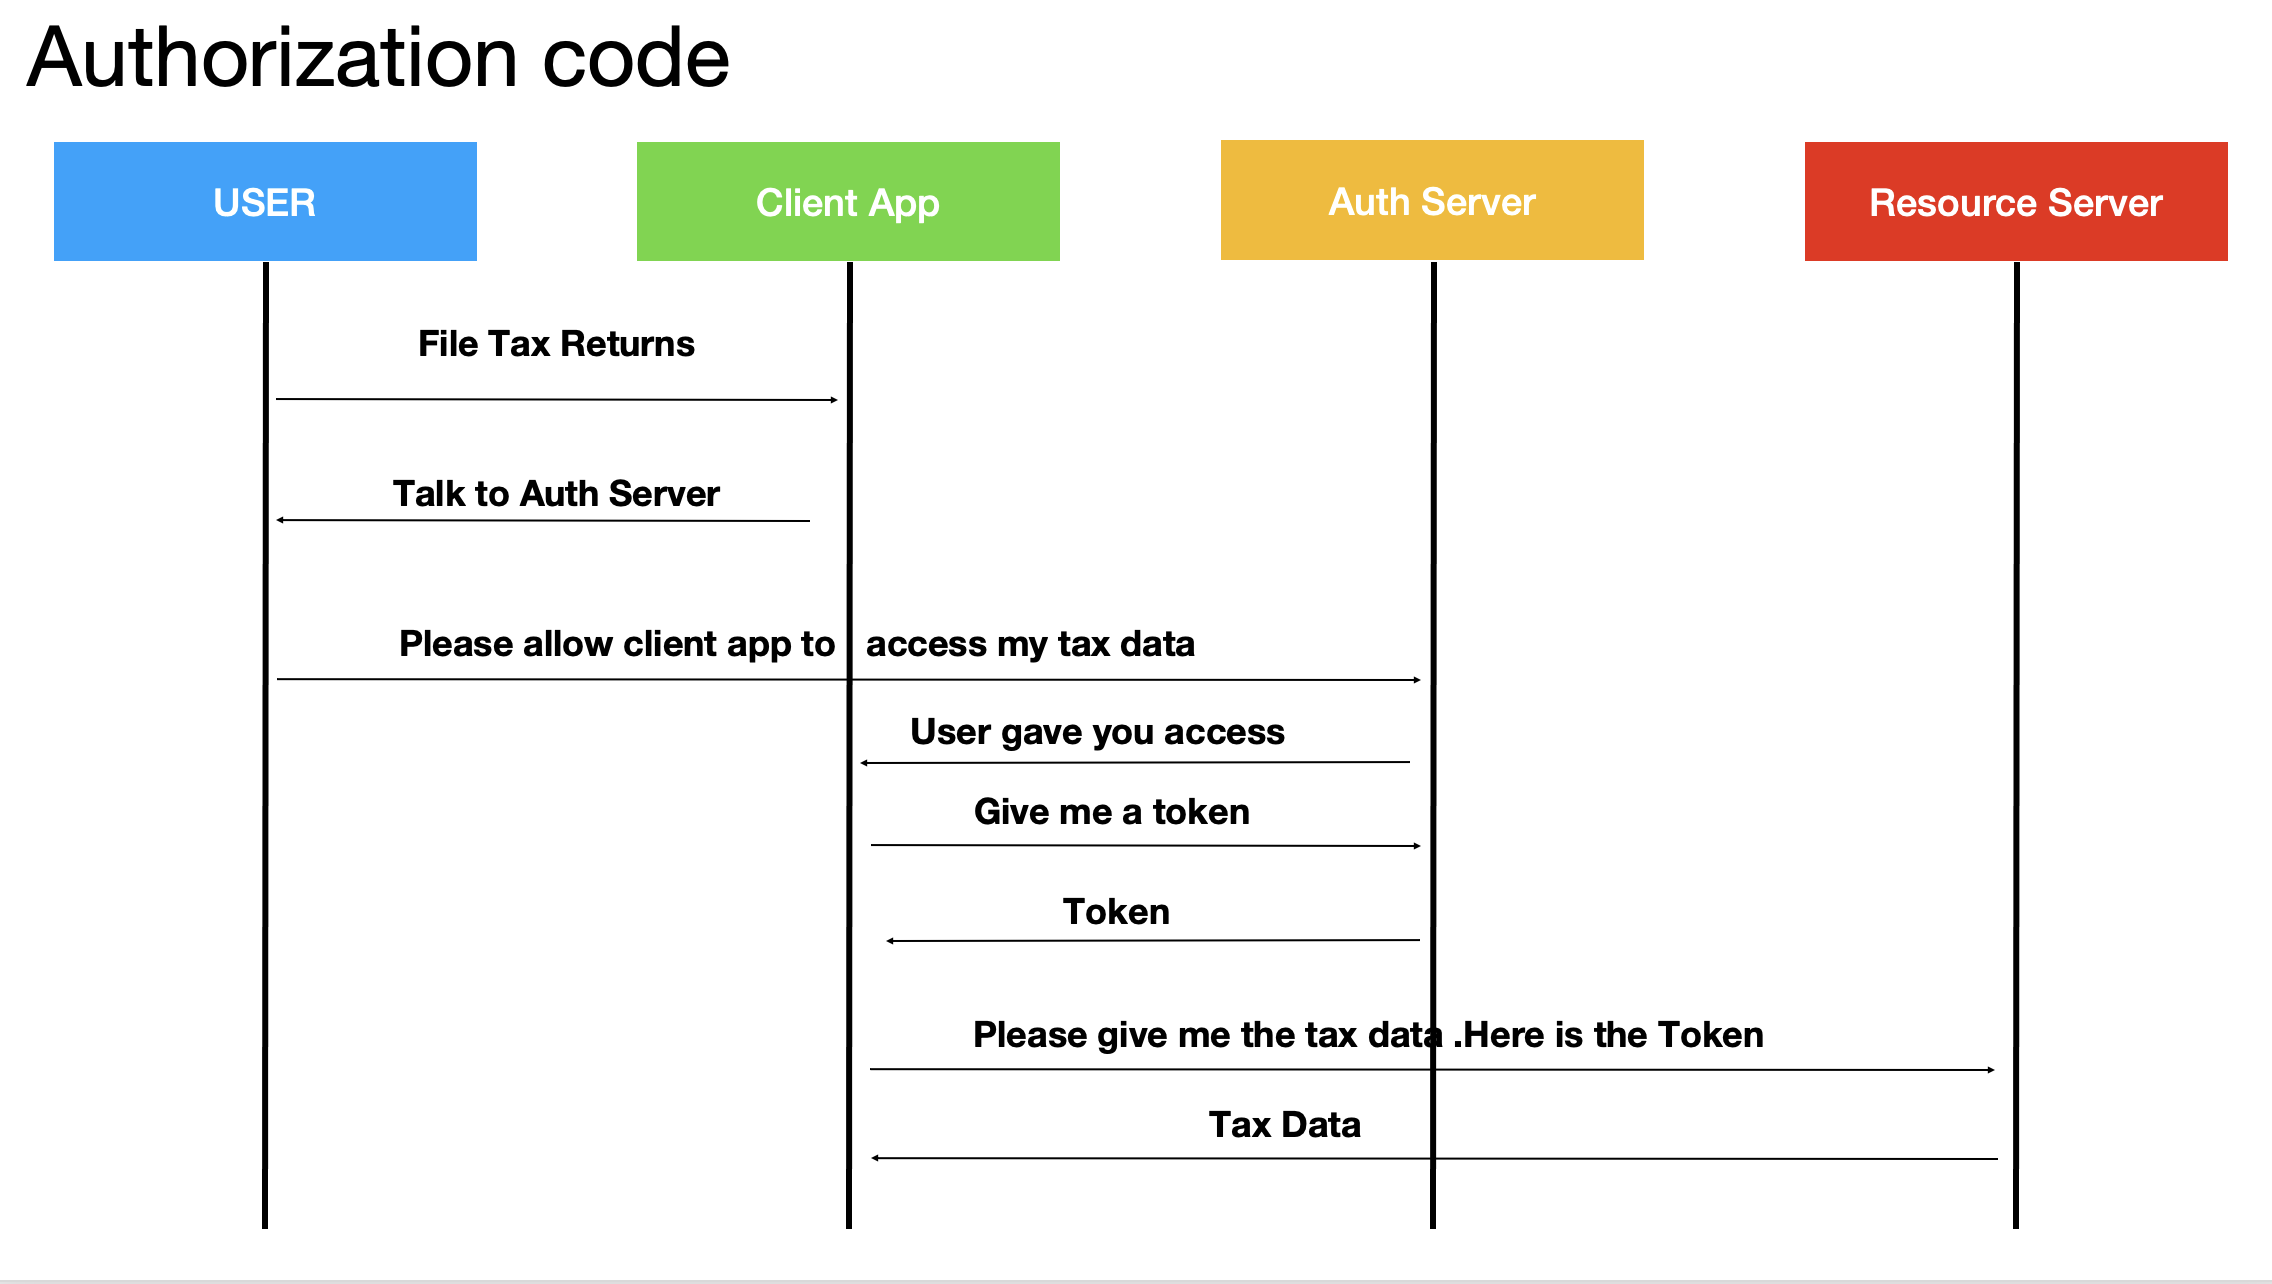 Authorization code
USER
Client App
Auth Server
Resource Server
File Tax Returns
Talk to Auth Server
Please allow client app to access my tax data
User gave you access
Give me a token
Token
Please give me the tax data .Here is the Token
Tax Data